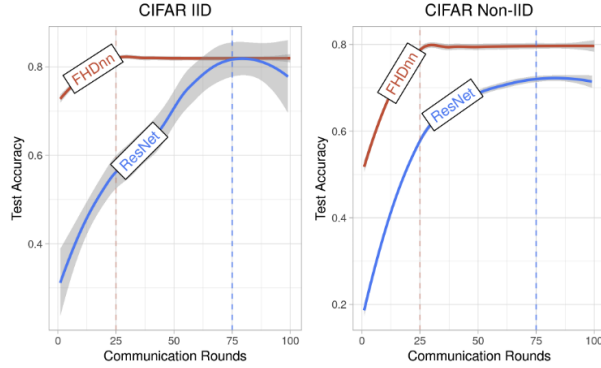 CIFAR IID
Test Accuracy
0.8
0.6
0.4
FHDnn
ResNet
0 25 50 75 100
Communication Rounds
CIFAR Non-IID
Test Accuracy
0.8
0.6
0.4
0.2
FHDnn
ResNet
0 25 50 75 100
Communication Rounds